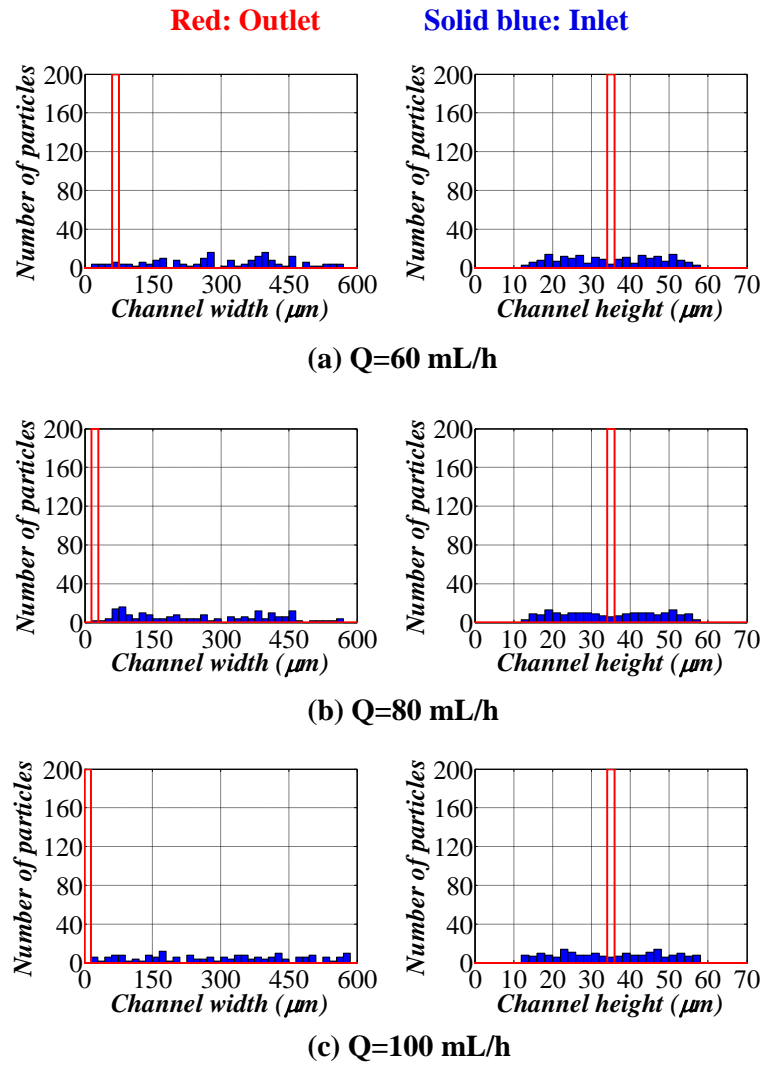 Red: Outlet Solid blue: Inlet
Number of particles
200
160
120
80
40
0
0 150 300 450 600
Channel width (μm)
Number of particles
200
160
120
80
40
0
0 10 20 30 40 50 60 70
Channel height (μm)
(a) Q=60 mL/h
Number of particles
200
160
120
80
40
0
0 150 300 450 600
Channel width (μm)
Number of particles
200
160
120
80
40
0
0 10 20 30 40 50 60 70
Channel height (μm)
(b) Q=80 mL/h
Number of particles
200
160
120
80
40
0
0 150 300 450 600
Channel width (μm)
Number of particles
200
160
120
80
40
0
0 10 20 30 40 50 60 70
Channel height (μm)
(c) Q=100 mL/h